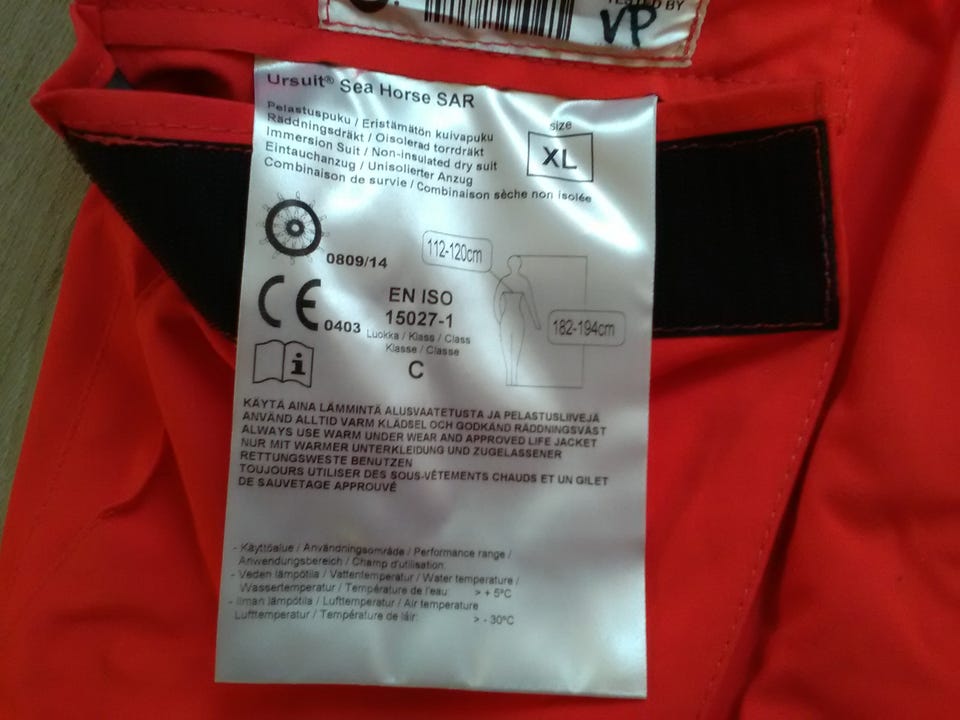 TESTED BY
VP
Ursuit® Sea Horse SAR
Pelastuspuku / Eristämätön kuivapuku
Räddningsdräkt / Oisolerad torrdräkt
Immersion Suit / Non-insulated dry suit
Eintauchanzug / Unisolierter Anzug
Combinaison de survie / Combinaison sèche non isolée
size
XL
0809/14
112-120cm
182-194cm
CE 0403
EN ISO
15027-1
Luokka / Klass / Class
Klasse / Classe
C
i
KÄYTÄ AINA LÄMMINTÄ ALUSVAATETUSTA JA PELASTUSLIIVEJÄ
ANVÄND ALLTID VARM KLÄDSEL OCH GODKÄND RÄDDNINGSVÄST
ALWAYS USE WARM UNDER WEAR AND APPROVED LIFE JACKET
NUR MIT WARMER UNTERKLEIDUNG UND ZUGELASSENER
RETTUNGSWESTE BENUTZEN
TOUJOURS UTILISER DES SOUS-VÊTEMENTS CHAUDS ET UN GILET
DE SAUVETAGE APPROUVÉ
- Käyttöalue / Användningsområde / Performance range /
Anwendungsbereich / Champ d'utilisation:
- Veden lämpötila / Vattentemperatur / Water temperature /
Wassertemperatur / Température de l'eau: > + 5°C
- Ilman lämpötila / Lufttemperatur / Air temperature
Lufttemperatur / Température de láir: > - 30°C